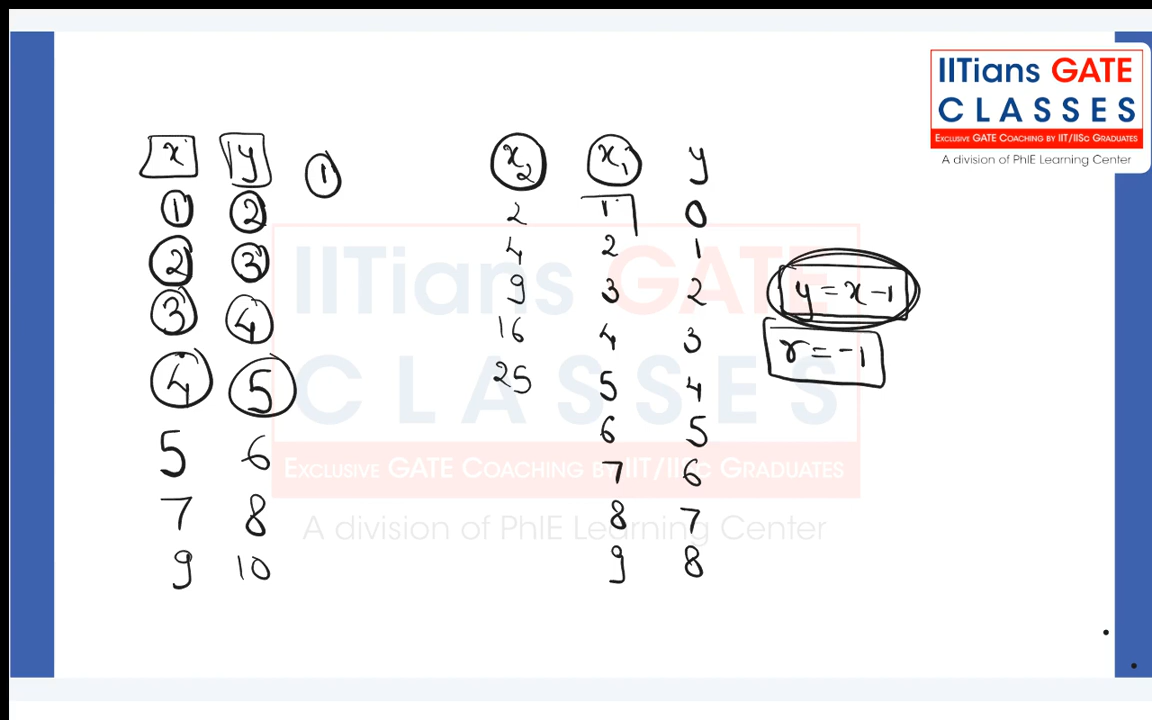 IITians GATE
CLASSES
EXCLUSIVE GATE COACHING BY IIT/IISc GRADUATES
A division of PhIE Learning Center
x y 1 x₂ x₁ y
1 2 2 1 0
2 3 4 2 1
3 4 9 3 2
y = x - 1
16 4 3
r = -1
4 5 25 5 4
5 6 6 5
7 6
7 8 8 7
9 10 9 8
IITians GATE
CLASSES
EXCLUSIVE GATE COACHING BY IIT/IISc GRADUATES
A division of PhIE Learning Center